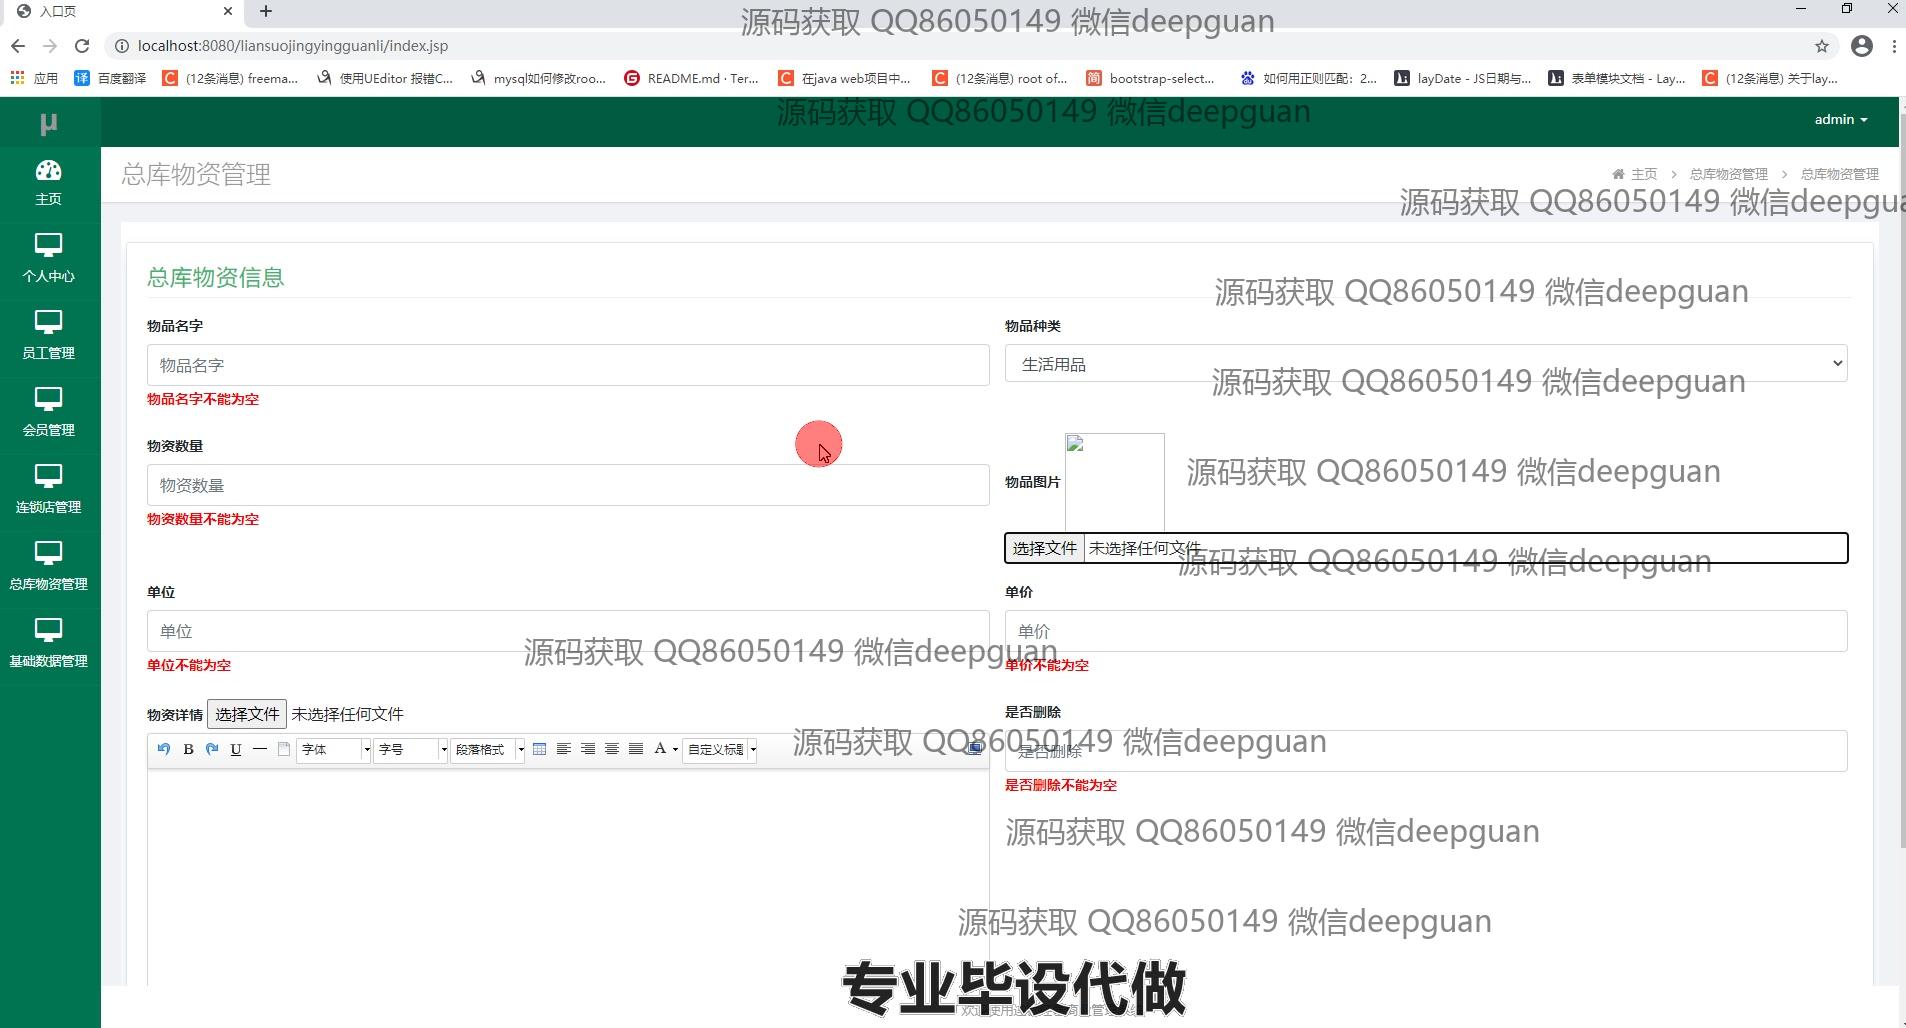 入口页
源码获取 QQ86050149 微信deepguan
localhost:8080/liansuojingyingguanli/index.jsp
应用
百度翻译
(12条消息) freema...
使用UEditor 报错C...
mysql如何修改roo...
README.md · Ter...
在java web项目中...
(12条消息) root of...
bootstrap-select...
如何用正则匹配：2...
layDate - JS日期与...
表单模块文档 - Lay...
(12条消息) 关于lay...
源码获取 QQ86050149 微信deepguan
μ
admin
主页
总库物资管理
主页 > 总库物资管理 > 总库物资管理
源码获取 QQ86050149 微信deepgua
个人中心
员工管理
会员管理
连锁店管理
总库物资管理
基础数据管理
总库物资信息
源码获取 QQ86050149 微信deepguan
物品名字
物品种类
物品名字
生活用品
源码获取 QQ86050149 微信deepguan
物品名字不能为空
物资数量
物资数量
物资数量不能为空
物品图片
源码获取 QQ86050149 微信deepguan
选择文件 未选择任何文件
源码获取 QQ86050149 微信deepguan
单位
单价
单位
单价
源码获取 QQ86050149 微信deepguan
单位不能为空
单价不能为空
物资详情 选择文件 未选择任何文件
是否删除
B U 字体 字号 段落格式 A 自定义标题
是否删除
源码获取 QQ86050149 微信deepguan
是否删除不能为空
源码获取 QQ86050149 微信deepguan
源码获取 QQ86050149 微信deepguan
专业毕设代做